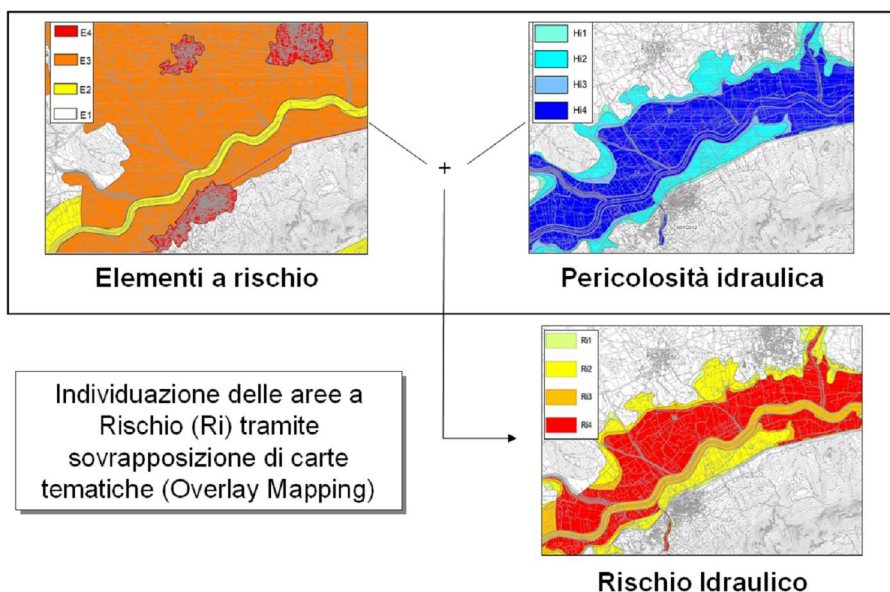 E4
E3
E2
E1
Hi1
Hi2
Hi3
Hi4
+
Elementi a rischio
Pericolosità idraulica
Individuazione delle aree a
Rischio (Ri) tramite
sovrapposizione di carte
tematiche (Overlay Mapping)
Ri1
Ri2
Ri3
Ri4
Rischio Idraulico